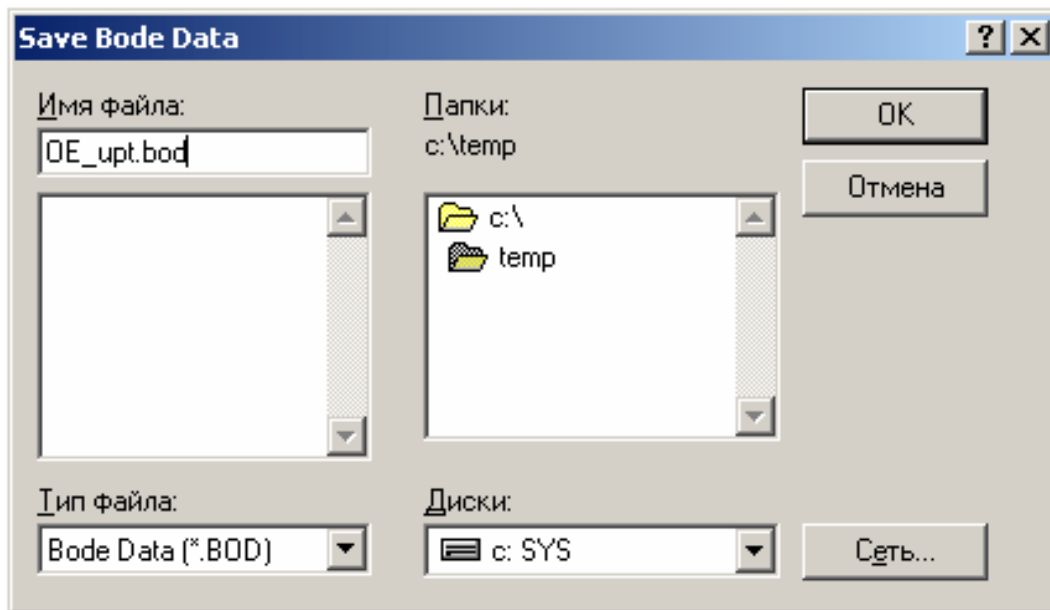 Save Bode Data
Имя файла:
OE_upt.bod
Папки:
c:\temp
c:\
temp
OK
Отмена
Тип файла:
Bode Data (*.BOD)
Диски:
c: SYS
Сеть...